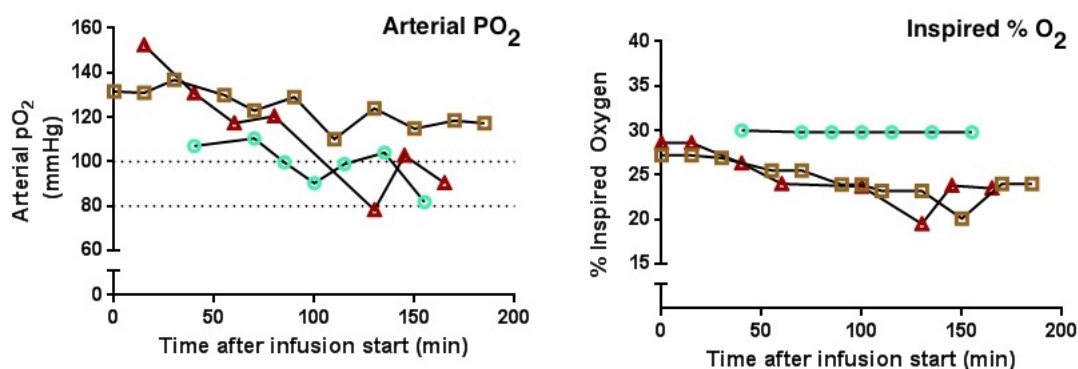 Arterial PO2
160
140
120
100
80
60
0
Arterial pO2
(mmHg)
0 50 100 150 200
Time after infusion start (min)
Inspired % O2
40
35
30
25
20
15
% Inspired Oxygen
0 50 100 150 200
Time after infusion start (min)